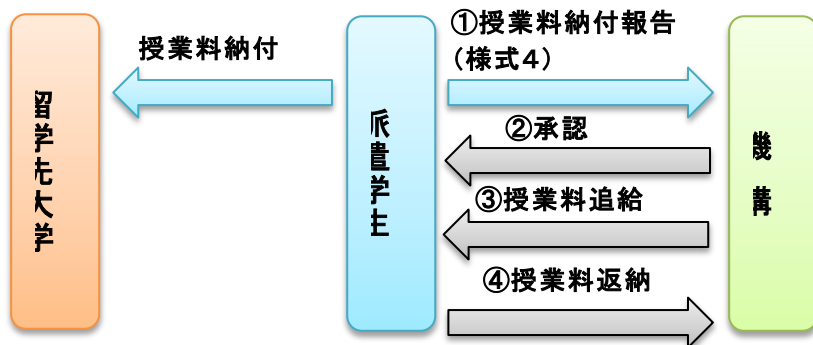 留学先大学
授業料納付
派遣学生
①授業料納付報告
（様式４）
②承認
③授業料追給
④授業料返納
機構